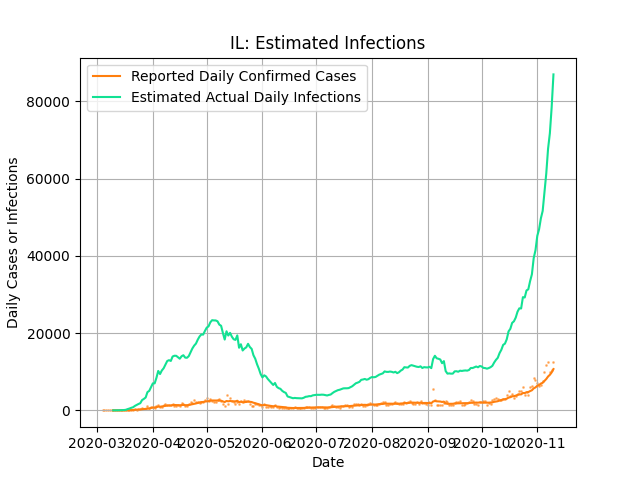 IL: Estimated Infections
Reported Daily Confirmed Cases
Estimated Actual Daily Infections
Daily Cases or Infections
80000
60000
40000
20000
0
2020-03 2020-04 2020-05 2020-06 2020-07 2020-08 2020-09 2020-10 2020-11
Date